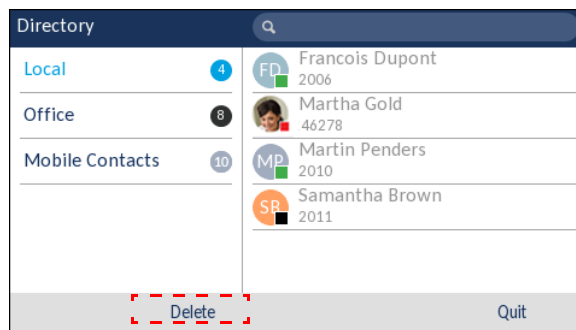 Directory
Local 4
Office 8
Mobile Contacts 10
FD Francois Dupont
2006
Martha Gold
46278
MP Martin Penders
2010
SB Samantha Brown
2011
Delete Quit